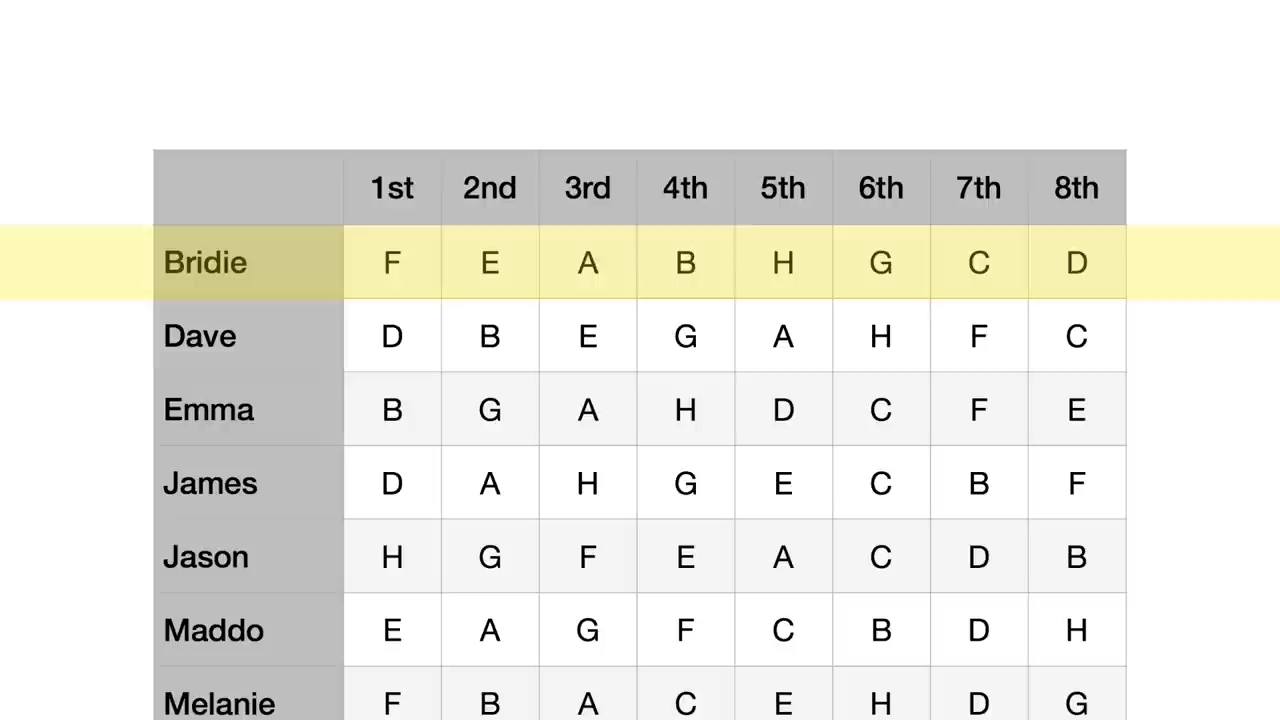 1st 2nd 3rd 4th 5th 6th 7th 8th
Bridie F E A B H G C D
Dave D B E G A H F C
Emma B G A H D C F E
James D A H G E C B F
Jason H G F E A C D B
Maddo E A G F C B D H
Melanie F B A C E H D G